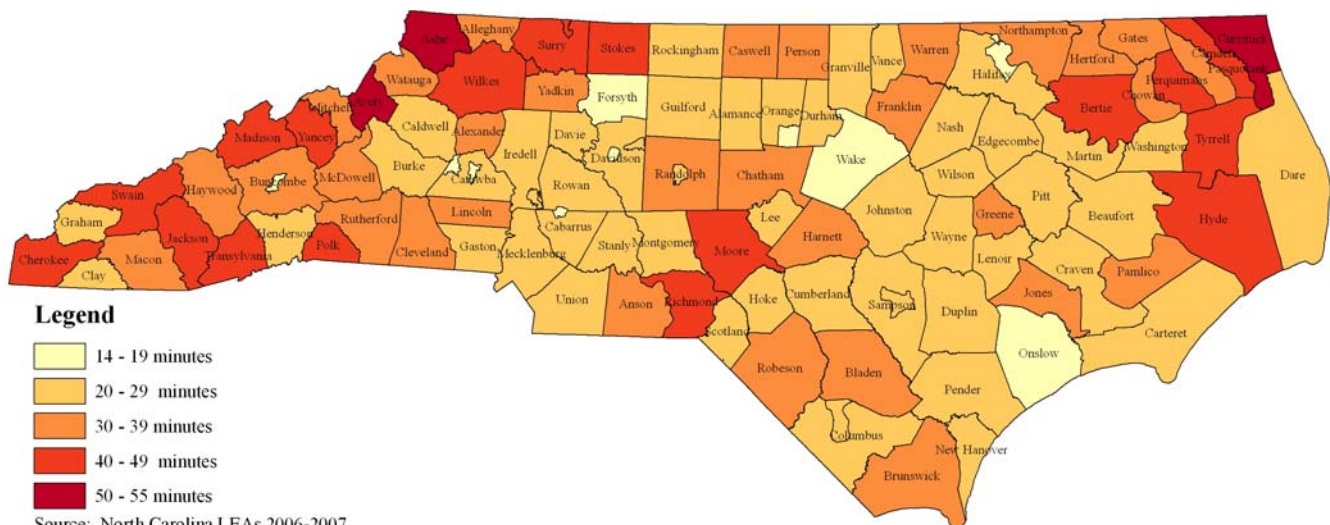 Ashe
Alleghany
Surry
Stokes
Rockingham
Caswell
Person
Granville
Vance
Warren
Northampton
Gates
Currituck
Camden
Pasquotank
Hertford
Halifax
Watauga
Wilkes
Yadkin
Forsyth
Guilford
Alamance
Orange
Durham
Franklin
Bertie
Perquimans
Chowan
Avery
Mitchell
Caldwell
Alexander
Davie
Iredell
Davidson
Wake
Nash
Edgecombe
Martin
Washington
Tyrrell
Dare
Madison
Yancey
Burke
Catawba
Rowan
Randolph
Chatham
Wilson
Pitt
Beaufort
Hyde
Swain
Haywood
Buncombe
McDowell
Rutherford
Lincoln
Cleveland
Gaston
Mecklenburg
Cabarrus
Stanly
Montgomery
Moore
Lee
Harnett
Johnston
Wayne
Greene
Lenoir
Craven
Pamlico
Graham
Jackson
Henderson
Polk
Cherokee
Macon
Transylvania
Clay
Union
Anson
Richmond
Hoke
Scotland
Cumberland
Sampson
Duplin
Jones
Carteret
Onslow
Robeson
Bladen
Pender
Columbus
New Hanover
Brunswick
Legend
14 - 19 minutes
20 - 29 minutes
30 - 39 minutes
40 - 49 minutes
50 - 55 minutes
Source: North Carolina LEAs 2006-2007